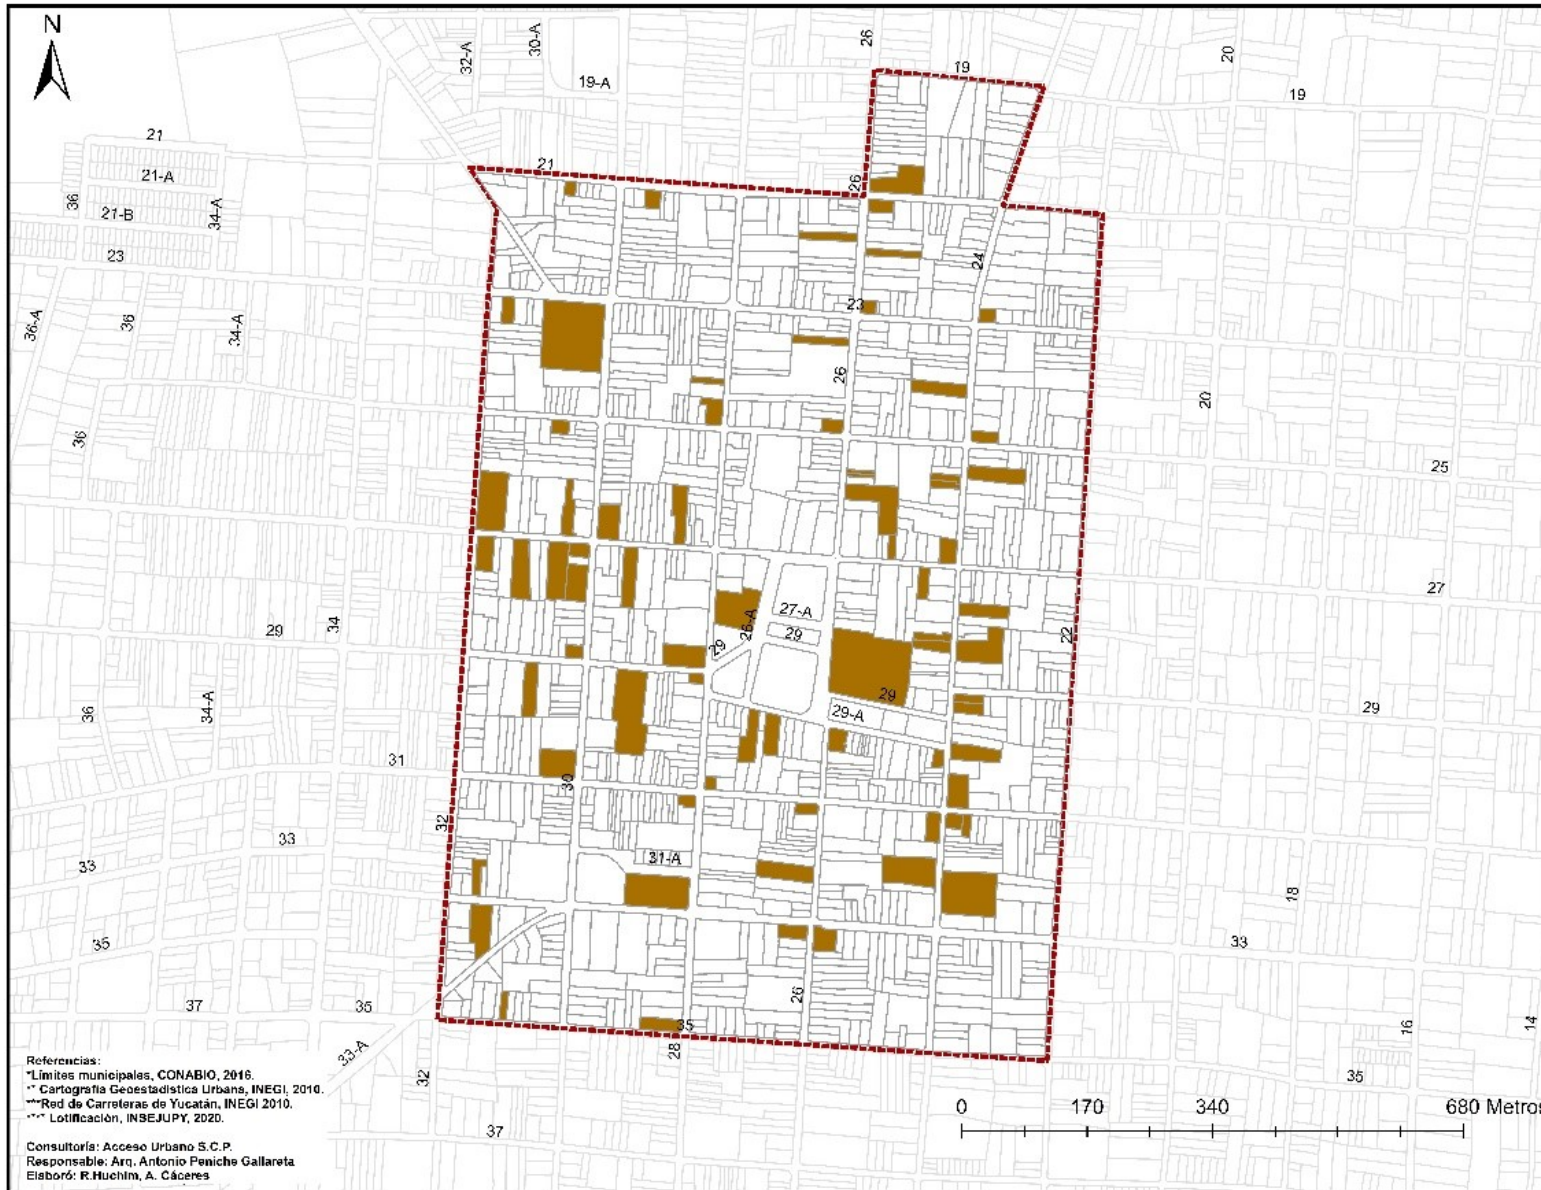 N
32-A
30-A
26
20
19
19-A
19
21
21
21-A
36
21-B
34-A
26
23
24
23
36-A
36
34-A
26
20
36
25
27
27-A
29
26-A
29
34
29
22
29
29-A
29
36
34-A
31
30
32
33
33
31-A
18
35
33
26
37
35
35
28
16
14
33-A
32
35
37
Referencias:
*Límites municipales, CONABIO, 2016.
** Cartografía Geoestadística Urbana, INEGI, 2010.
***Red de Carreteras de Yucatán, INEGI 2010.
**** Lotificación, INSEJUPY, 2020.
Consultoría: Acceso Urbano S.C.P.
Responsable: Arq. Antonio Peniche Gallareta
Elaboró: R.Huchim, A. Cáceres
0 170 340 680 Metros